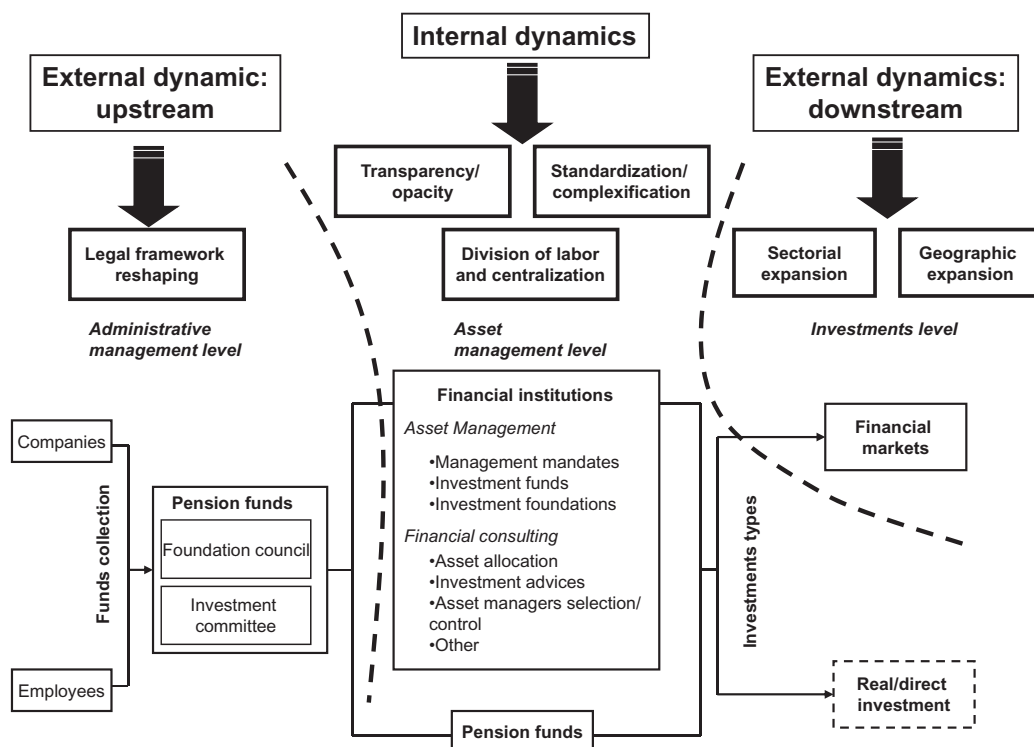 Internal dynamics
External dynamic:
upstream
External dynamics:
downstream
Transparency/
opacity
Standardization/
complexification
Legal framework
reshaping
Division of labor
and centralization
Sectorial
expansion
Geographic
expansion
Administrative
management level
Asset
management level
Investments level
Companies
Employees
Funds collection
Pension funds
Foundation council
Investment
committee
Financial institutions
Asset Management
•Management mandates
•Investment funds
•Investment foundations
Financial consulting
•Asset allocation
•Investment advices
•Asset managers selection/
control
•Other
Pension funds
Investments types
Financial
markets
Real/direct
investment